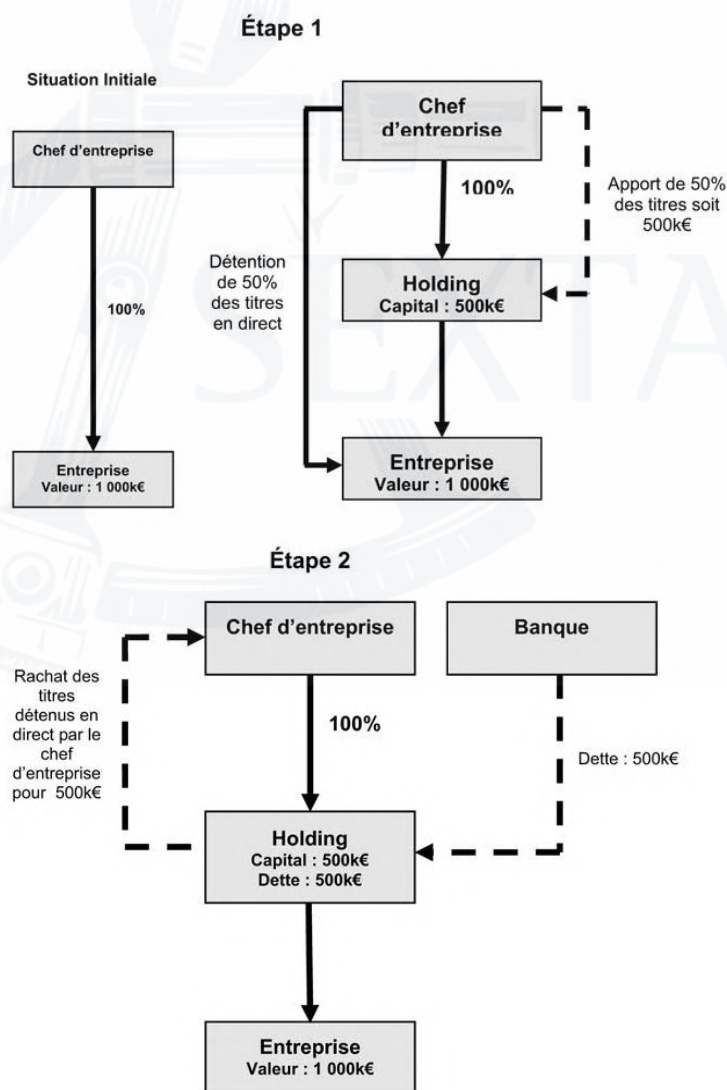 Étape 1
Situation Initiale
Chef d'entreprise
100%
Entreprise
Valeur : 1 000k€
Chef
d'entreprise
100%
Apport de 50%
des titres soit
500k€
Détention
de 50%
des titres
en direct
Holding
Capital : 500k€
Entreprise
Valeur : 1 000k€
SEXTA
Étape 2
Chef d'entreprise
Banque
Rachat des
titres
détenus en
direct par le
chef
d'entreprise
pour 500k€
100%
Dette : 500k€
Holding
Capital : 500k€
Dette : 500k€
Entreprise
Valeur : 1 000k€